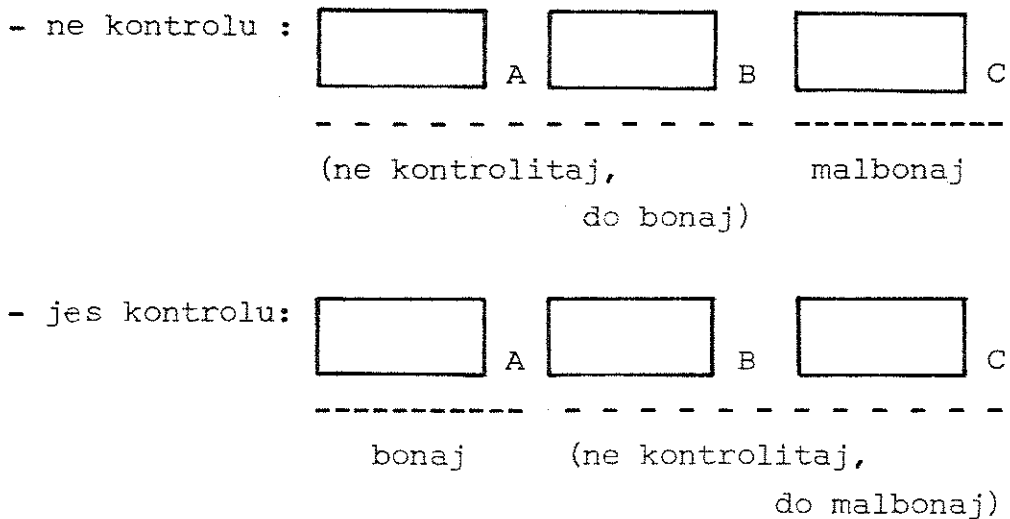 - ne kontrolu :
A B C
(ne kontrolitaj, malbonaj
do bonaj)
- jes kontrolu:
A B C
bonaj (ne kontrolitaj,
do malbonaj)